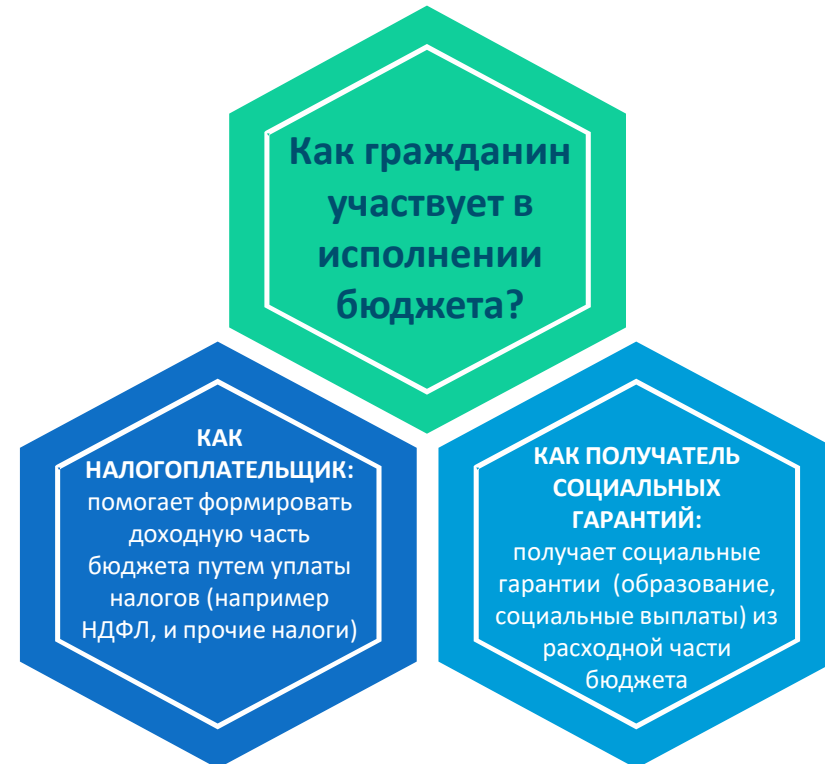 Как гражданин
участвует в
исполнении
бюджета?
КАК
НАЛОГОПЛАТЕЛЬЩИК:
помогает формировать
доходную часть
бюджета путем уплаты
налогов (например
НДФЛ, и прочие налоги)
КАК ПОЛУЧАТЕЛЬ
СОЦИАЛЬНЫХ
ГАРАНТИЙ:
получает социальные
гарантии (образование,
социальные выплаты) из
расходной части
бюджета